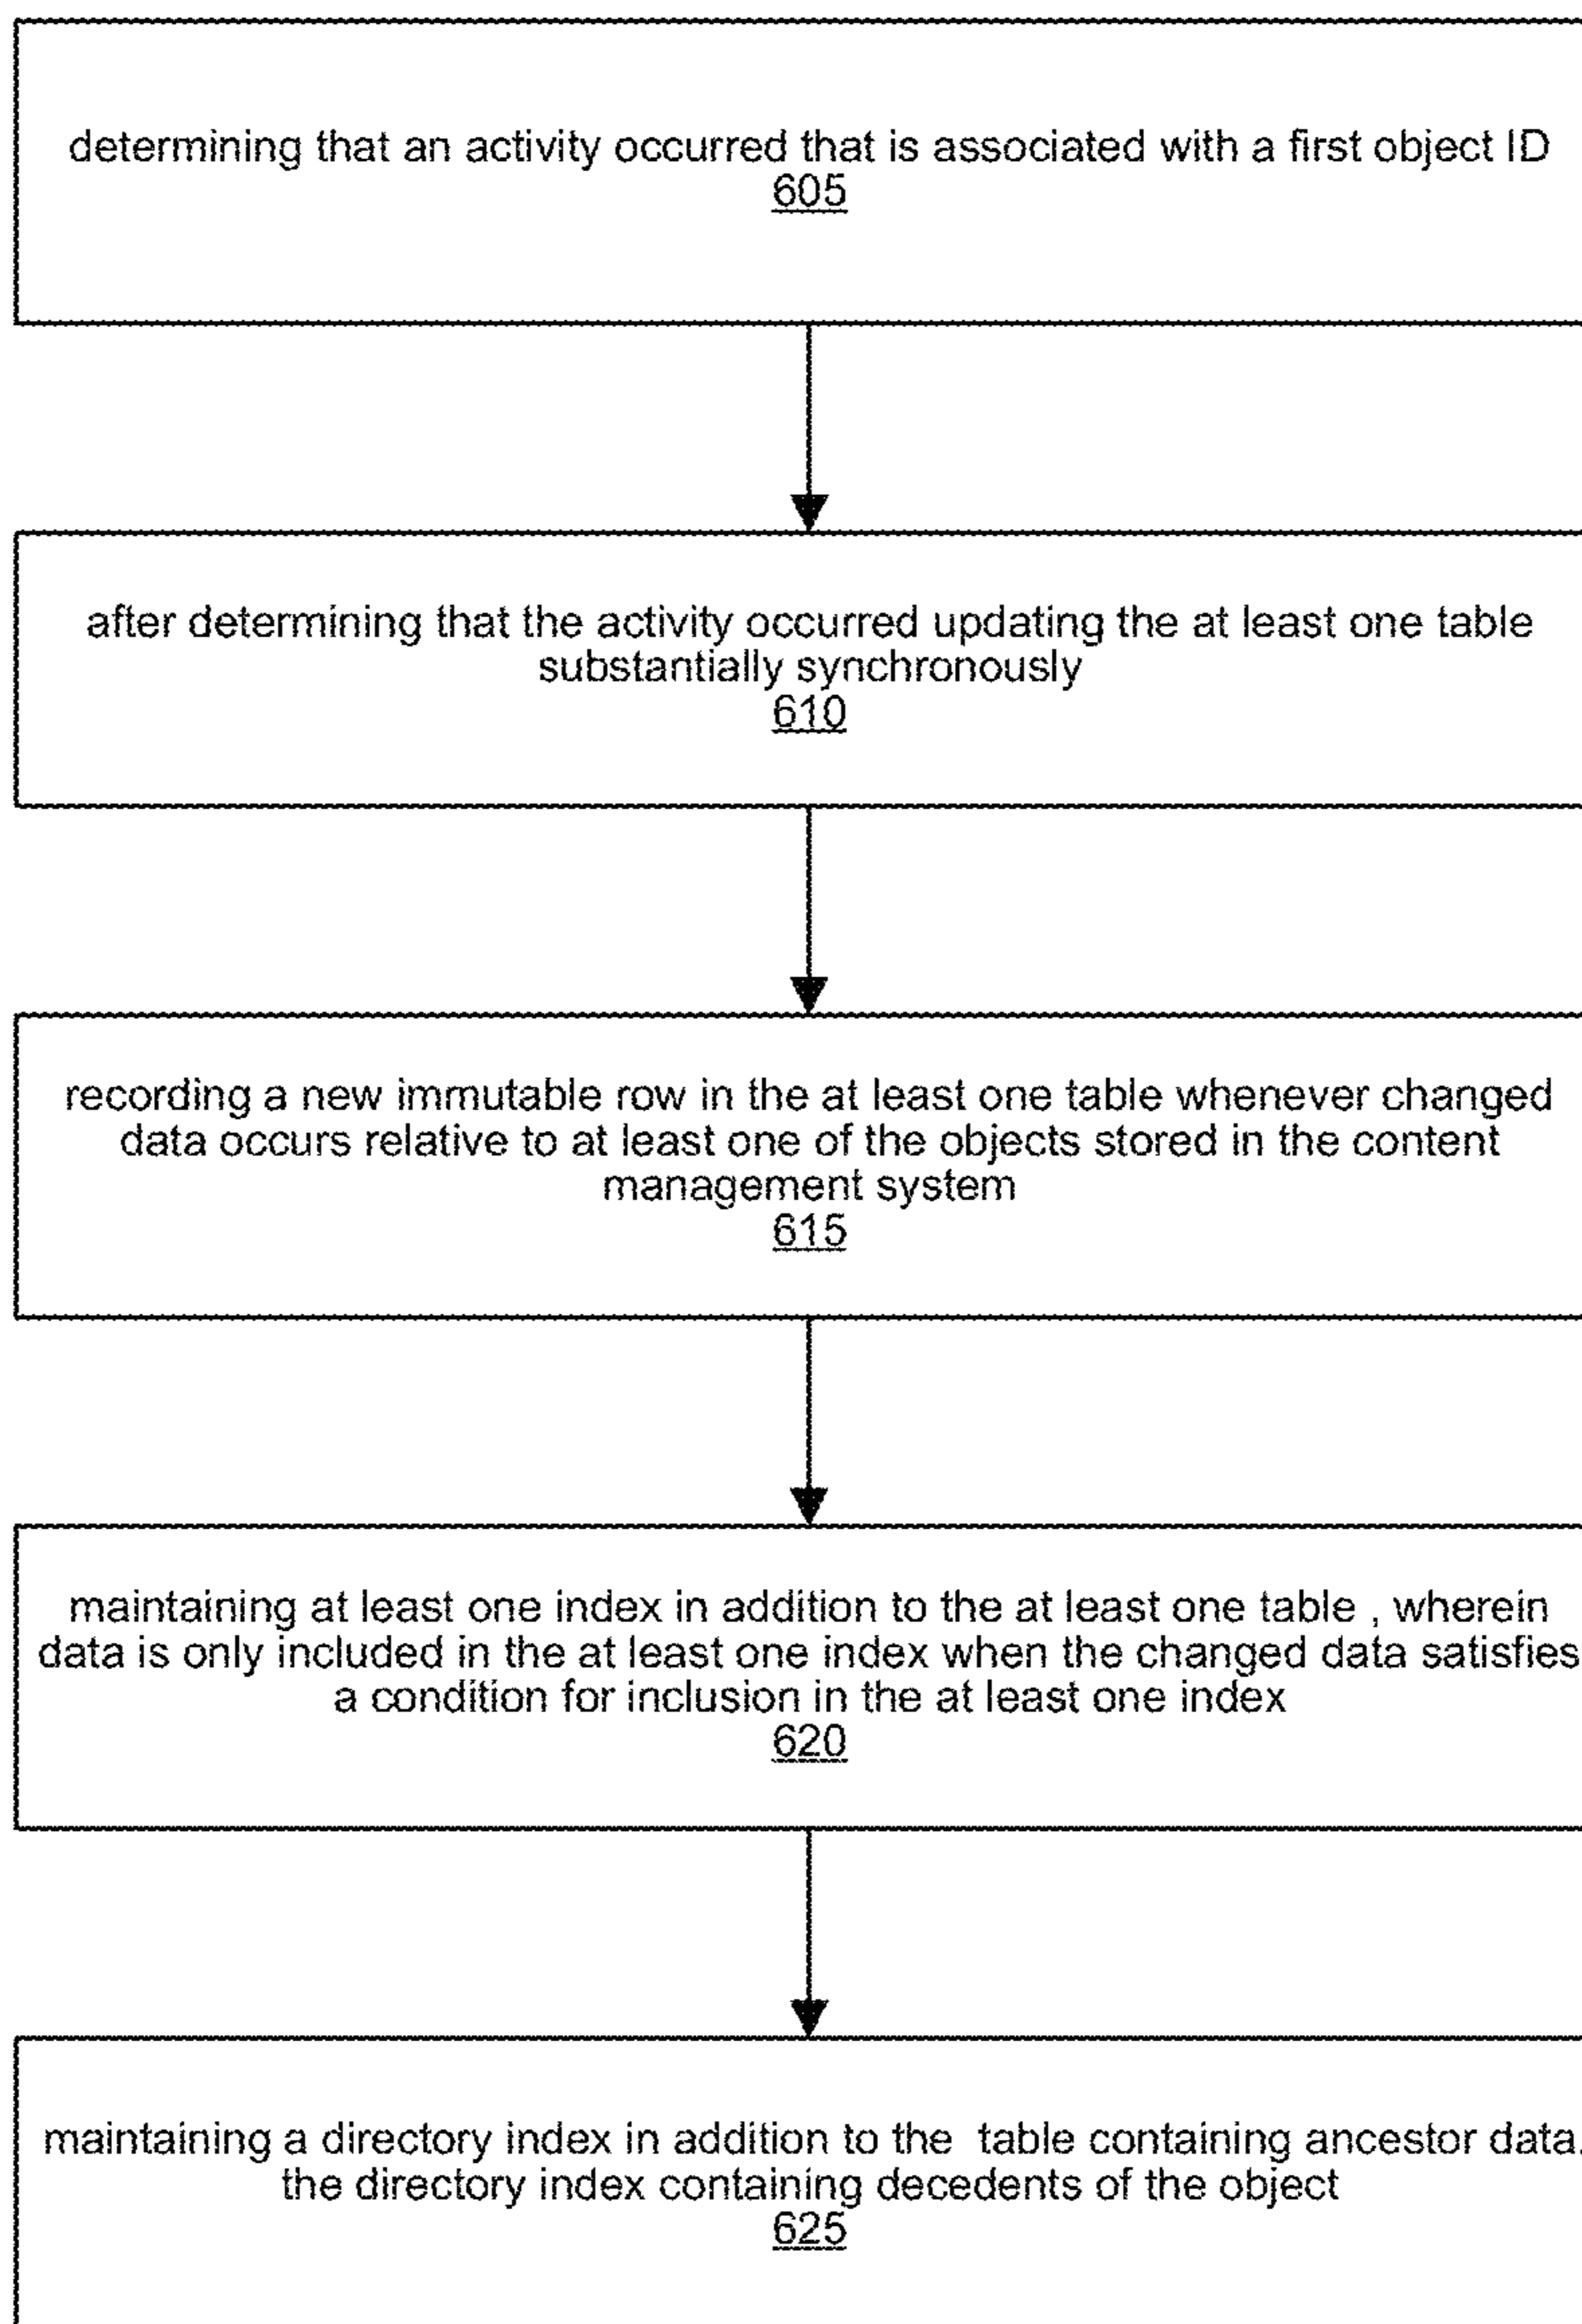 determining that an activity occurred that is associated with a first object ID
605
after determining that the activity occurred updating the at least one table
substantially synchronously
610
recording a new immutable row in the at least one table whenever changed
data occurs relative to at least one of the objects stored in the content
management system
615
maintaining at least one index in addition to the at least one table , wherein
data is only included in the at least one index when the changed data satisfies
a condition for inclusion in the at least one index
620
maintaining a directory index in addition to the  table containing ancestor data.
the directory index containing decedents of the object
625